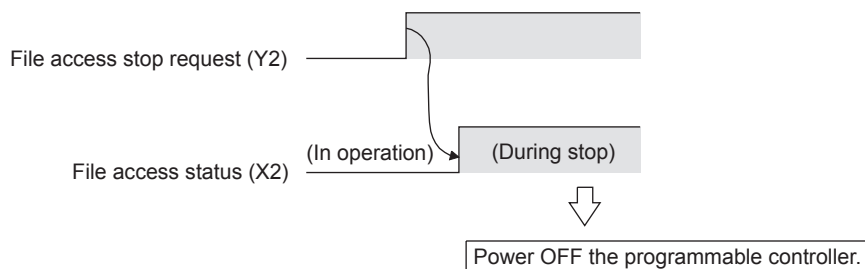 File access stop request (Y2)
(In operation)
(During stop)
File access status (X2)
Power OFF the programmable controller.